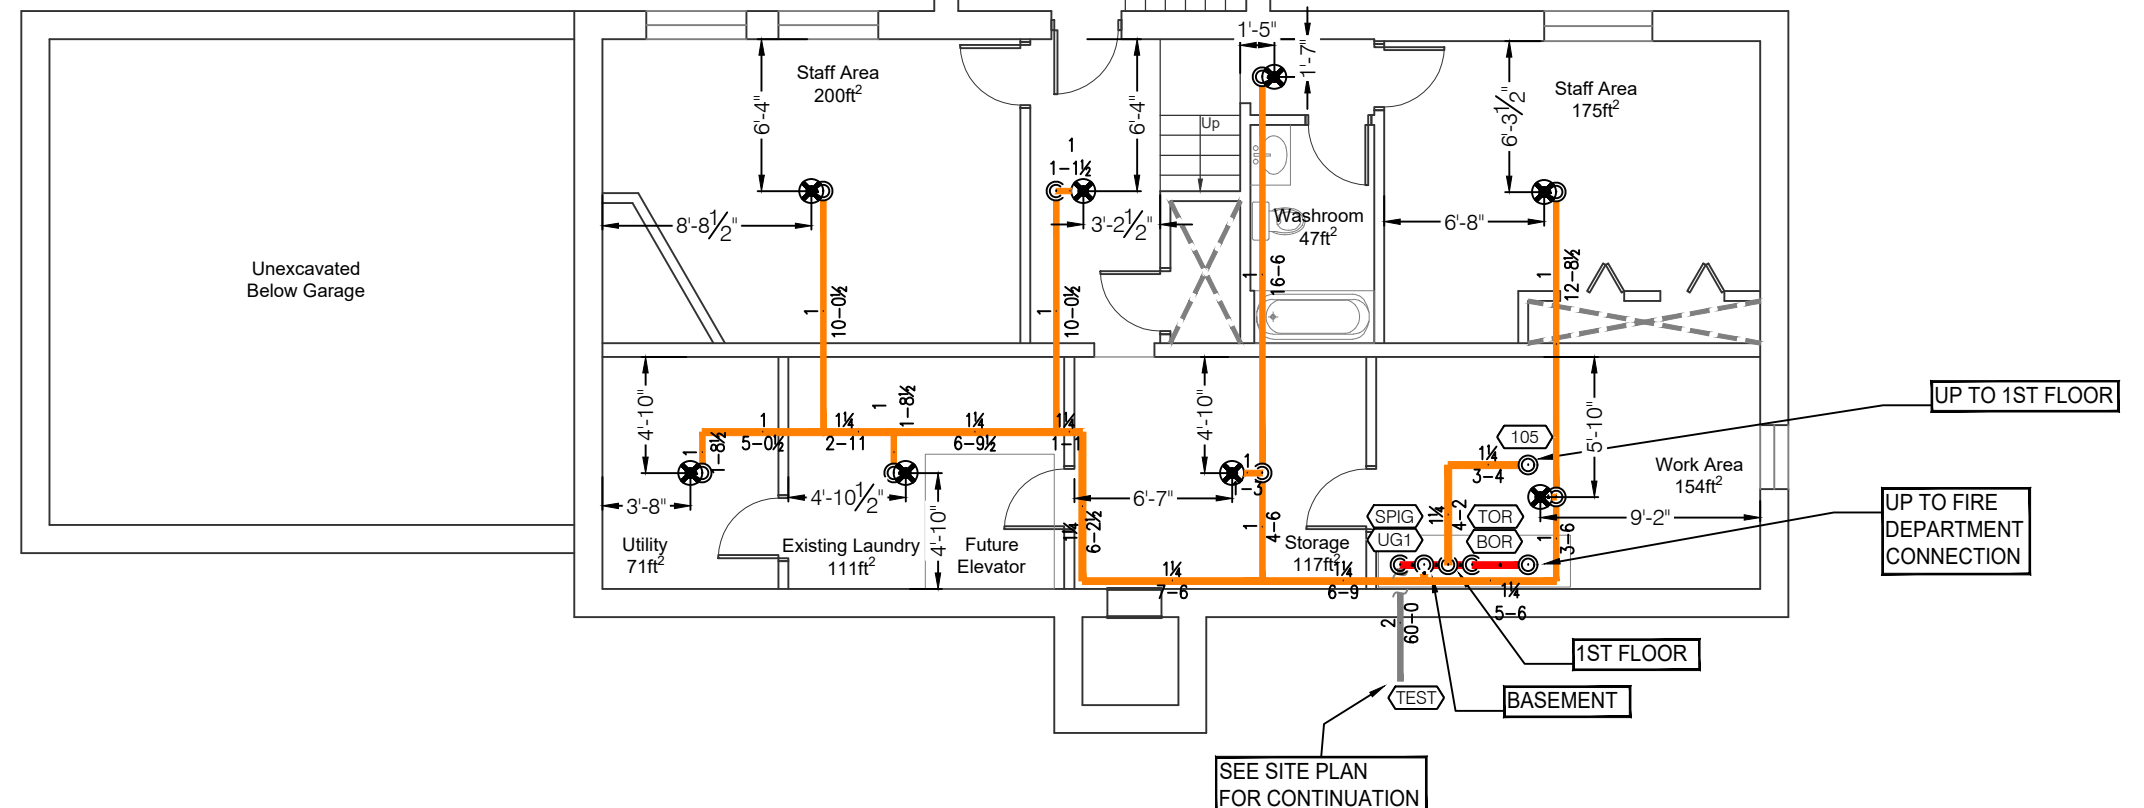 1'-5"
1'-7"
Staff Area
200ft²
6'-4"
6'-4"
Up
Staff Area
175ft²
6'-3½"
1
1-1½
8'-8½"
3'-2½"
Washroom
47ft²
6'-8"
Unexcavated
Below Garage
1
10-0½
1
10-0½
1
16-6
1
12-8½
4'-10"
1
5-0½
1
-8½
1¼
2-11
1
1-8½
1¼
6-9½
1¼
1-1
4'-10"
5'-10"
UP TO 1ST FLOOR
105
1¼
3-4
Work Area
154ft²
3'-8"
4'-10½"
4'-10"
6'-7"
1
-3
9'-2"
1¼
6-2½
1
4-6
SPIG
UG1
1¼
4-2
TOR
BOR
1
3-6
UP TO FIRE
DEPARTMENT
CONNECTION
Utility
71ft²
Existing Laundry
111ft²
Future
Elevator
Storage
117ft²
1¼
7-6
1¼
6-9
1¼
5-6
2
60-0
1ST FLOOR
TEST
BASEMENT
SEE SITE PLAN
FOR CONTINUATION